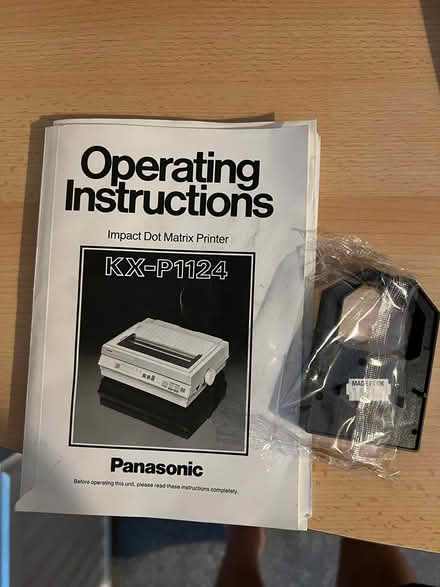 Operating
Instructions
Impact Dot Matrix Printer
KX-P1124
Panasonic
Before operating this unit, please read these instructions completely.